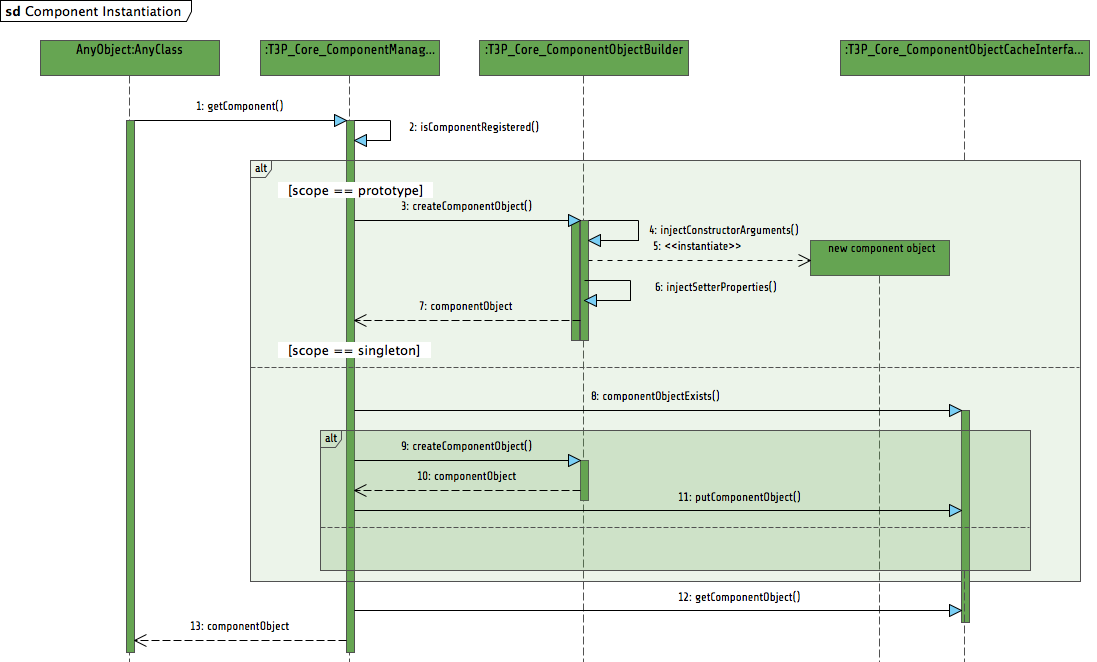 sd Component Instantiation
AnyObject:AnyClass
:T3P_Core_ComponentManag...
:T3P_Core_ComponentObjectBuilder
:T3P_Core_ComponentObjectCacheInterfa...
1: getComponent()
2: isComponentRegistered()
alt
[scope == prototype]
3: createComponentObject()
4: injectConstructorArguments()
5: <<instantiate>>
new component object
6: injectSetterProperties()
7: componentObject
[scope == singleton]
8: componentObjectExists()
alt
9: createComponentObject()
10: componentObject
11: putComponentObject()
12: getComponentObject()
13: componentObject